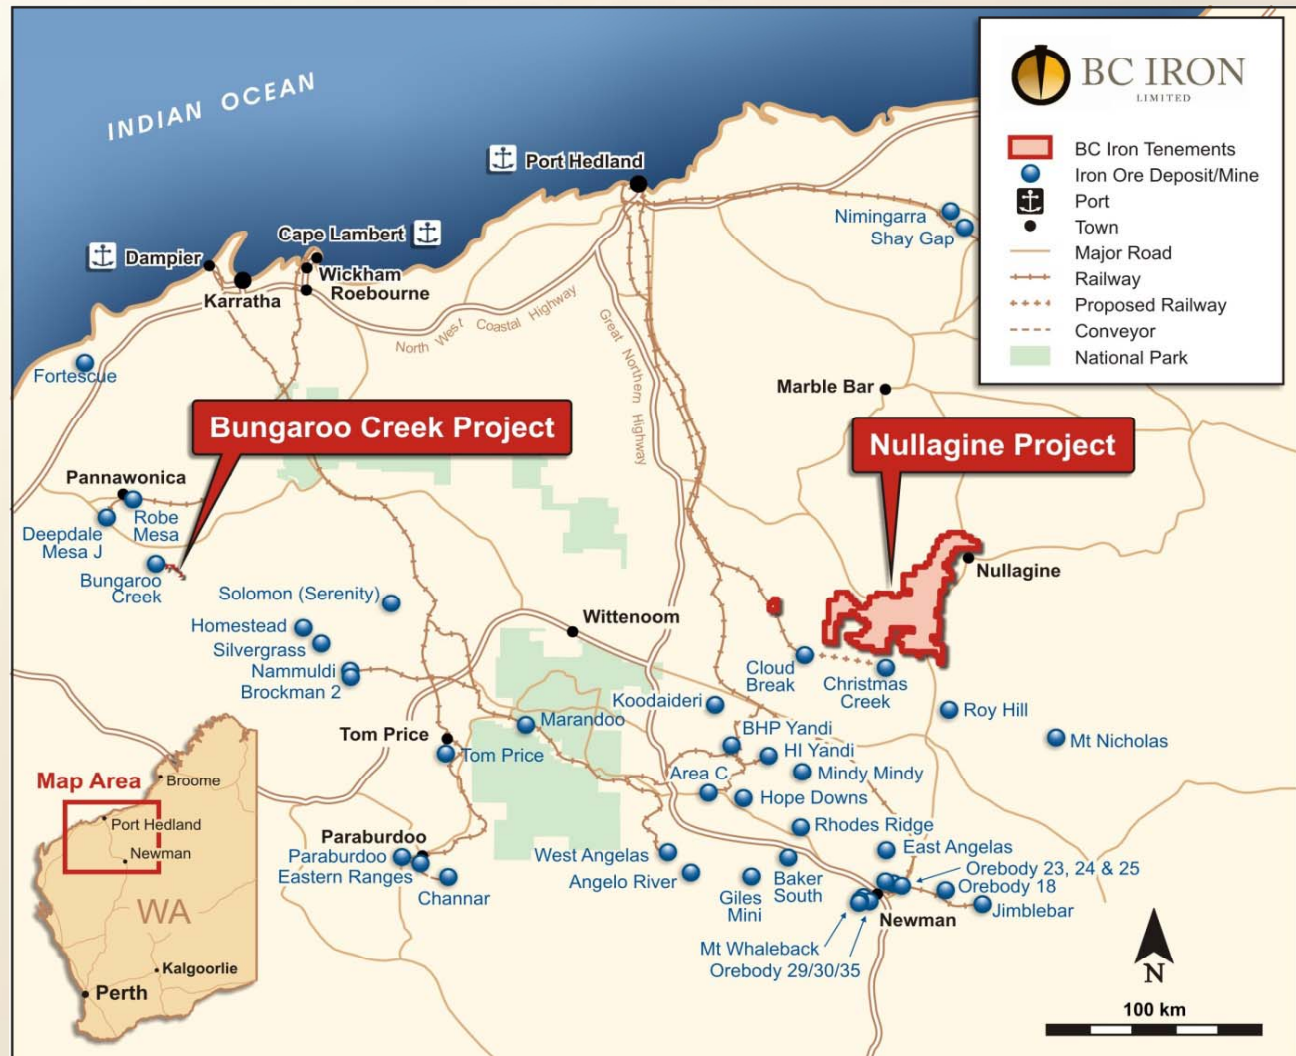 INDIAN OCEAN
BC IRON
LIMITED
BC Iron Tenements
Iron Ore Deposit/Mine
Port
Town
Major Road
Railway
Proposed Railway
Conveyor
National Park
Port Hedland
Nimingarra
Shay Gap
Cape Lambert
Dampier
Wickham
Roebourne
Karratha
North West Coastal Highway
Great Northern Highway
Fortescue
Marble Bar
Bungaroo Creek Project
Nullagine Project
Pannawonica
Robe
Mesa
Deepdale
Mesa J
Bungaroo
Creek
Nullagine
Solomon (Serenity)
Homestead
Silvergrass
Nammuldi
Brockman 2
Wittenoom
Cloud
Break
Christmas
Creek
Koodaideri
Roy Hill
Mt Nicholas
Marandoo
Tom Price
Tom Price
BHP Yandi
HI Yandi
Area C
Mindy Mindy
Hope Downs
Rhodes Ridge
Paraburdoo
Paraburdoo
Eastern Ranges
Channar
West Angelas
Angelo River
Giles
Mini
Baker
South
East Angelas
Orebody 23, 24 & 25
Orebody 18
Jimblebar
Newman
Mt Whaleback
Orebody 29/30/35
Map Area
Broome
Port Hedland
Newman
WA
Kalgoorlie
Perth
N
100 km